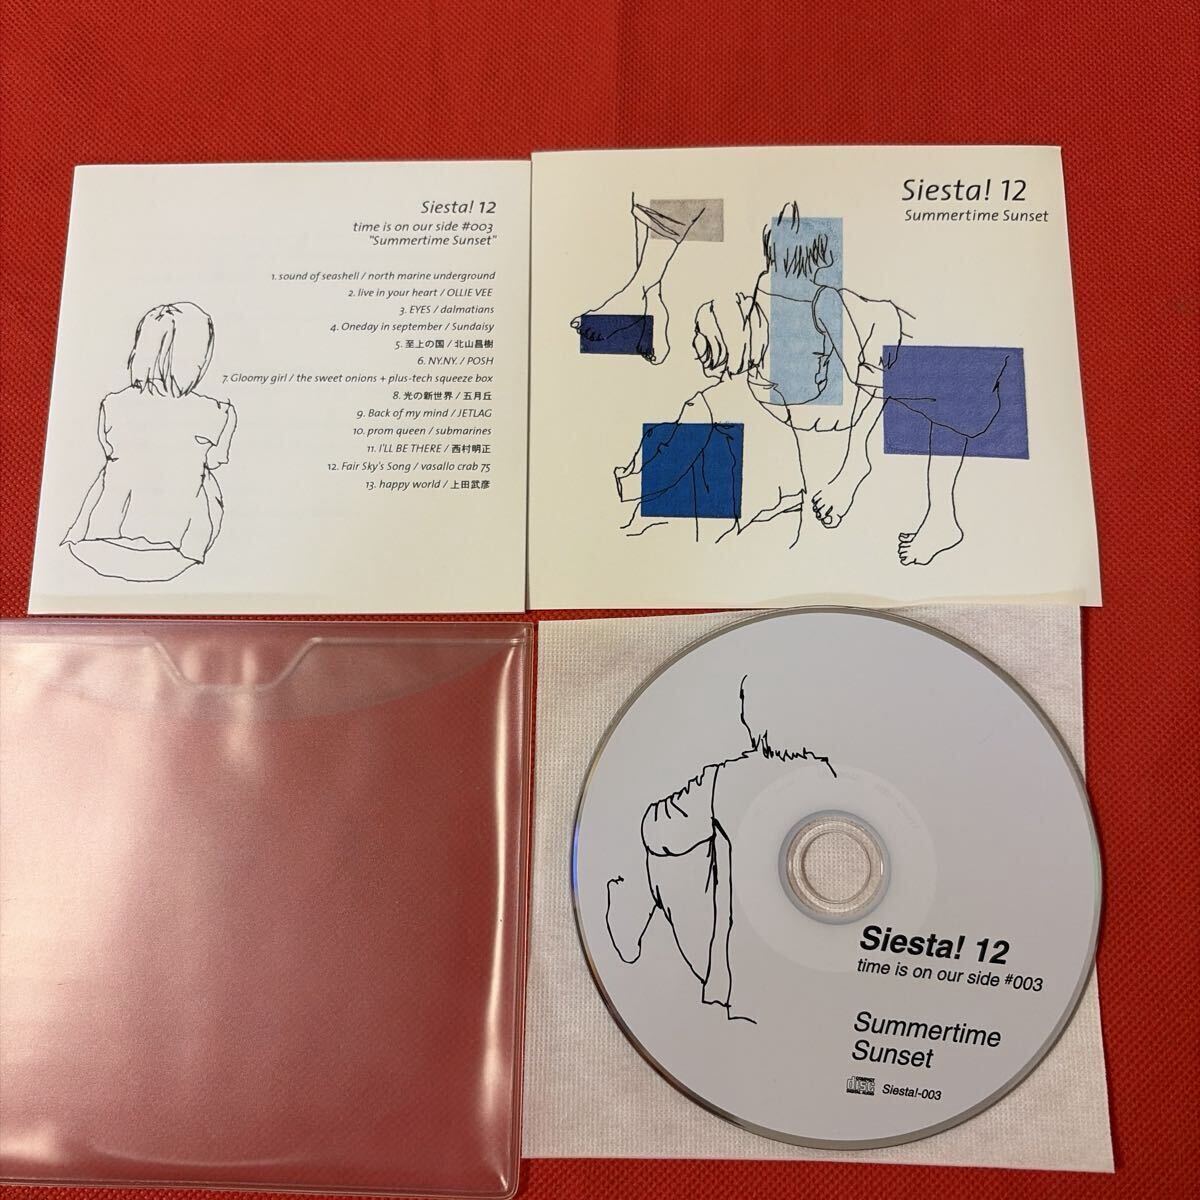 Siesta! 12
time is on our side #003
"Summertime Sunset"
1. sound of seashell / north marine underground
2. live in your heart / OLLIE VEE
3. EYES / dalmatians
4. Oneday in september / Sundaisy
5. 至上の国 / 北山昌樹
6. NY.NY. / POSH
7. Gloomy girl / the sweet onions + plus-tech squeeze box
8. 光の新世界 / 五月丘
9. Back of my mind / JETLAG
10. prom queen / submarines
11. I'LL BE THERE / 西村明正
12. Fair Sky's Song / vasallo crab 75
13. happy world / 上田武彦
Siesta! 12
Summertime Sunset
Siesta! 12
time is on our side #003
Summertime
Sunset
COMPACT
disc
DIGITAL AUDIO
Siesta!-003